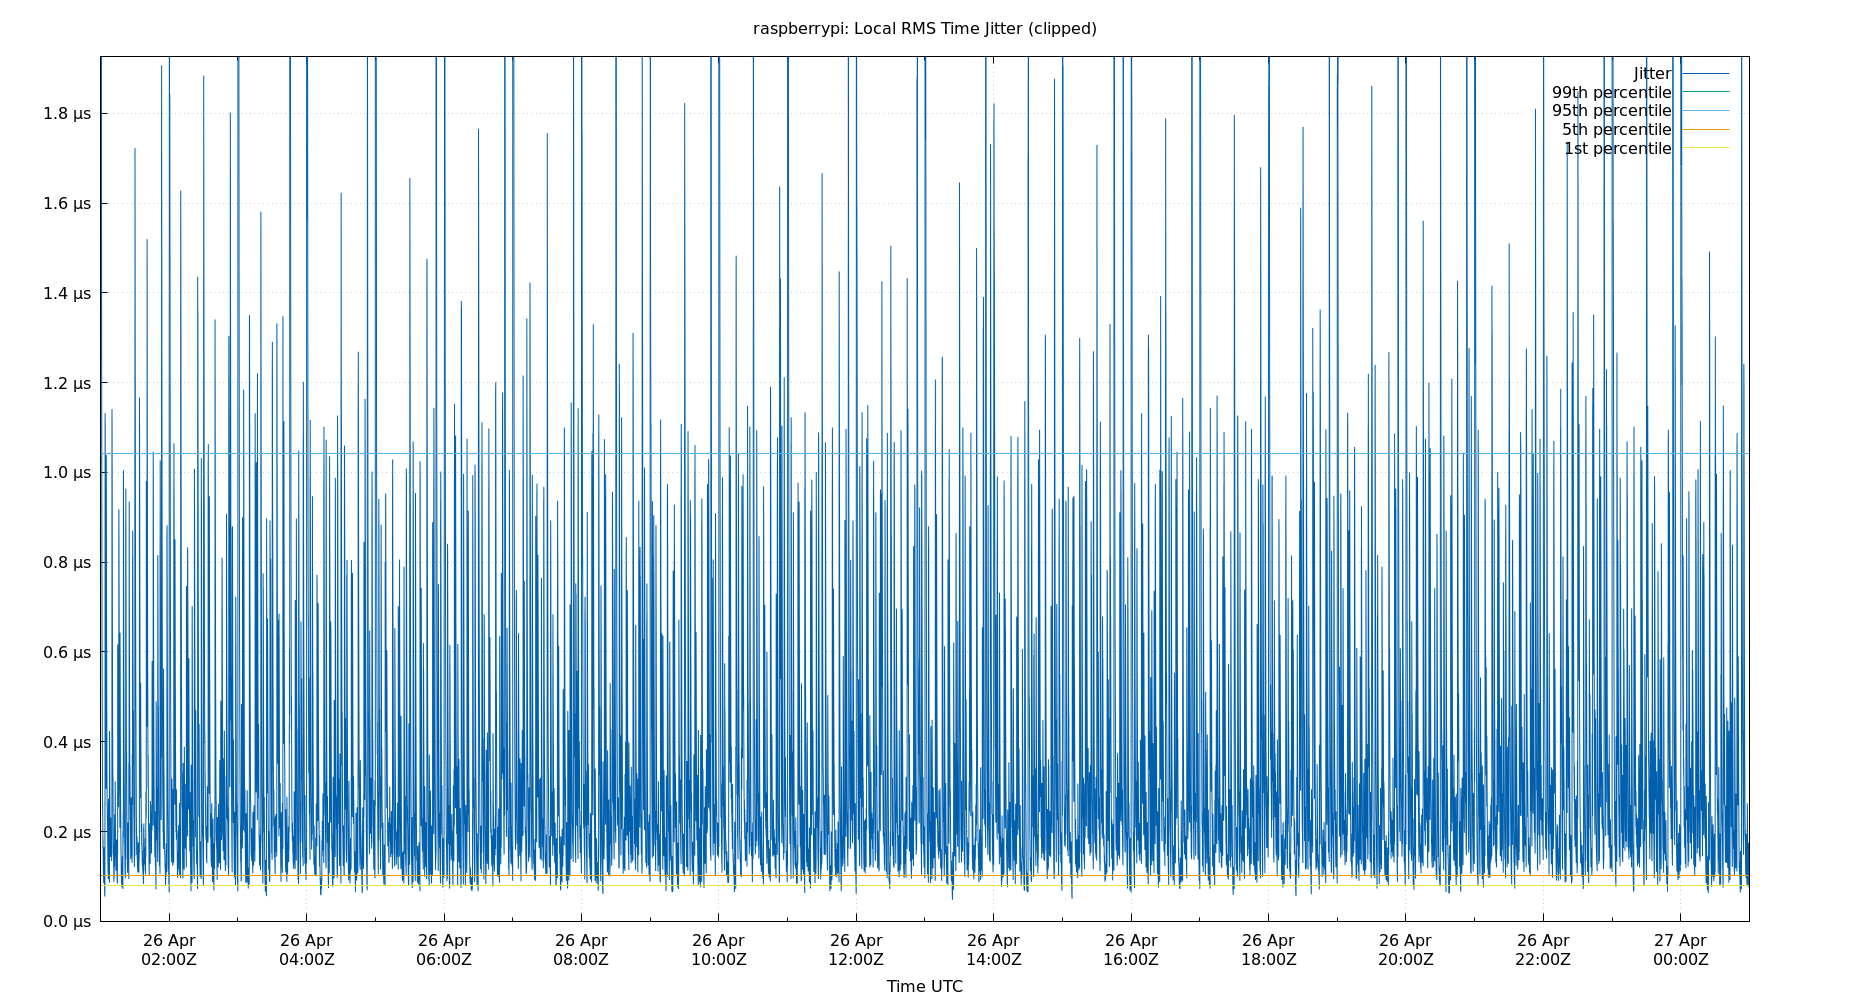 raspberrypi: Local RMS Time Jitter (clipped)
Jitter
99th percentile
95th percentile
5th percentile
1st percentile
1.8 µs
1.6 µs
1.4 µs
1.2 µs
1.0 µs
0.8 µs
0.6 µs
0.4 µs
0.2 µs
0.0 µs
26 Apr 26 Apr 26 Apr 26 Apr 26 Apr 26 Apr 26 Apr 26 Apr 26 Apr 26 Apr 26 Apr 27 Apr
02:00Z 04:00Z 06:00Z 08:00Z 10:00Z 12:00Z 14:00Z 16:00Z 18:00Z 20:00Z 22:00Z 00:00Z
Time UTC